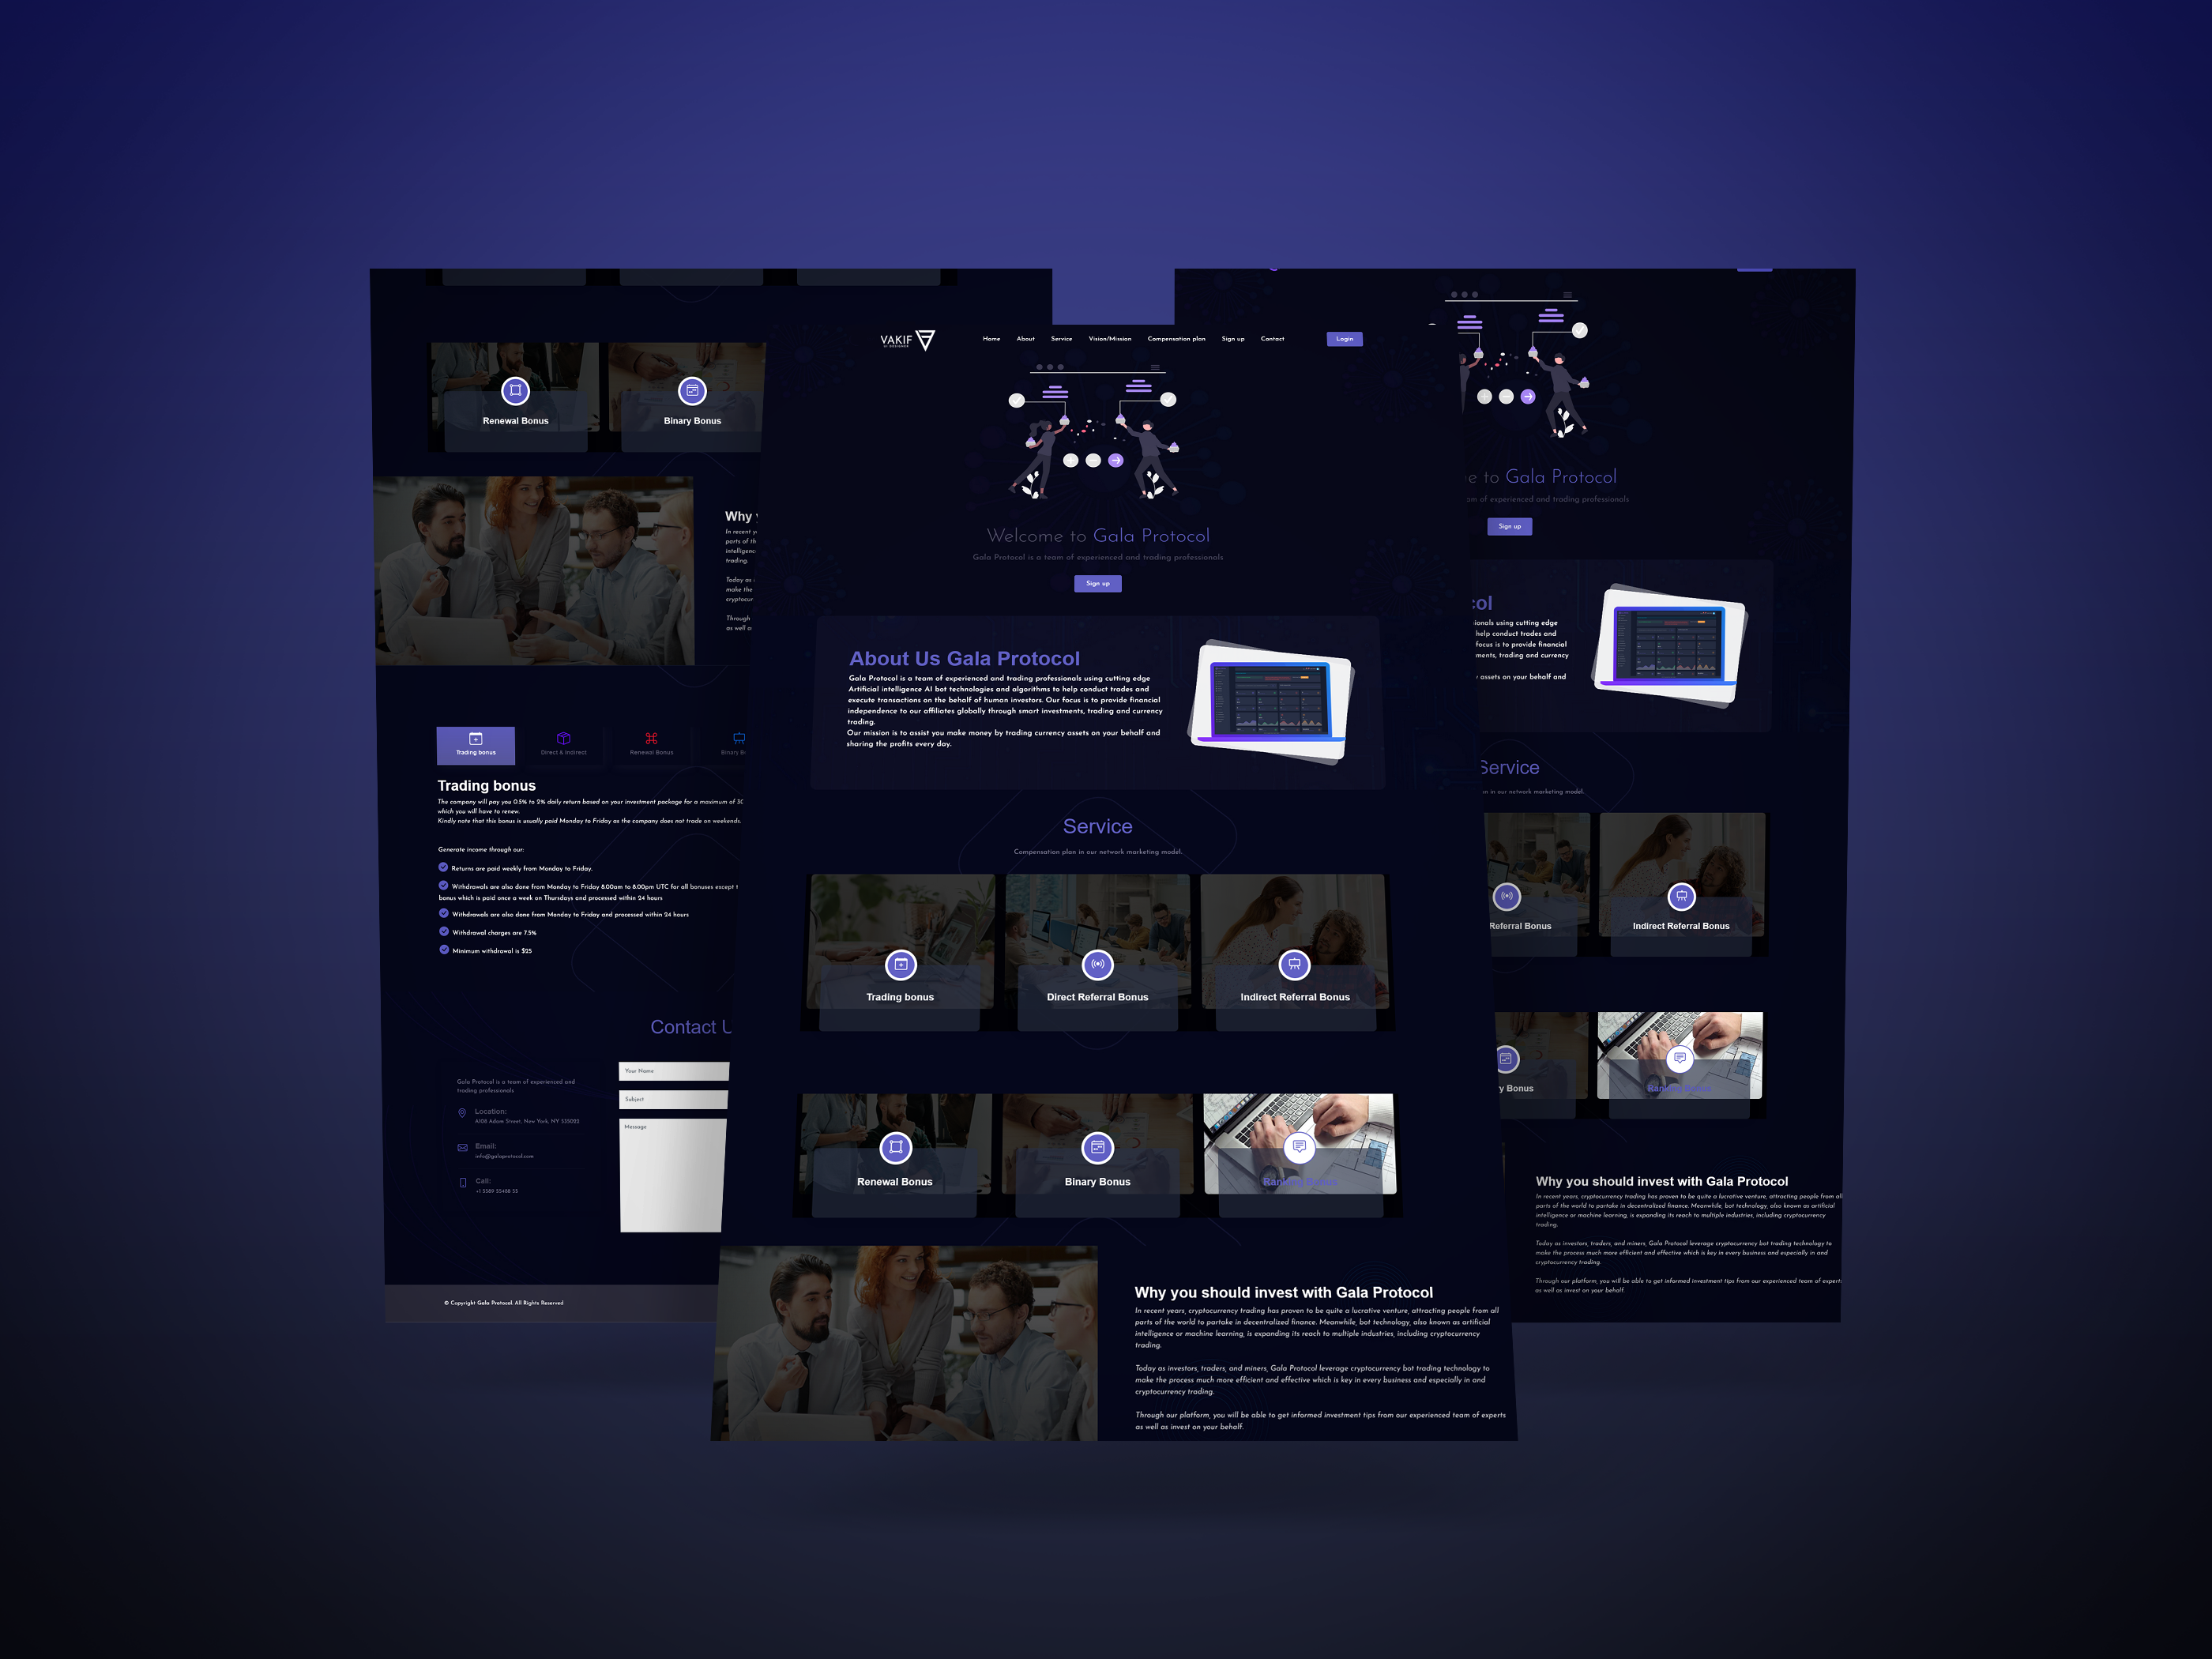 VAKIF
UI DESIGNER
Home About Service Vision/Mission Compensation plan Sign up Contact Login
Welcome to Gala Protocol
Gala Protocol is a team of experienced and trading professionals
Sign up
About Us Gala Protocol
Gala Protocol is a team of experienced and trading professionals using cutting edge
Artificial intelligence AI bot technologies and algorithms to help conduct trades and
execute transactions on the behalf of human investors. Our focus is to provide financial
independence to our affiliates globally through smart investments, trading and currency
trading.
Our mission is to assist you make money by trading currency assets on your behalf and
sharing the profits every day.
Service
Compensation plan in our network marketing model.
Trading bonus
Direct Referral Bonus
Indirect Referral Bonus
Renewal Bonus
Binary Bonus
Ranking Bonus
Why you should invest with Gala Protocol
In recent years, cryptocurrency trading has proven to be quite a lucrative venture, attracting people from all
parts of the world to partake in decentralized finance. Meanwhile, bot technology, also known as artificial
intelligence or machine learning, is expanding its reach to multiple industries, including cryptocurrency
trading.
Today as investors, traders, and miners, Gala Protocol leverage cryptocurrency bot trading technology to
make the process much more efficient and effective which is key in every business and especially in and
cryptocurrency trading.
Through our platform, you will be able to get informed investment tips from our experienced team of experts
as well as invest on your behalf.
Renewal Bonus
Binary Bonus
Why
In recent
parts of th
intelligenc
trading.
Today as
make the
cryptocur
Through
as well
Trading bonus
Direct & Indirect
Renewal Bonus
Binary
Trading bonus
The company will pay you 0.5% to 2% daily return based on your investment package for a maximum of 30
which you will have to renew.
Kindly note that this bonus is usually paid Monday to Friday as the company does not trade on weekends.
Generate income through our:
Returns are paid weekly from Monday to Friday.
Withdrawals are also done from Monday to Friday 8.00am to 8.00pm UTC for all bonuses except t
bonus which is paid once a week on Thursdays and processed within 24 hours
Withdrawals are also done from Monday to Friday and processed within 24 hours
Withdrawal charges are 7.5%
Minimum withdrawal is $25
Contact U
Gala Protocol is a team of experienced and
trading professionals
Location:
A108 Adam Street, New York, NY 535022
Email:
info@galaprotocol.com
Call:
+1 5589 55488 55
Your Name
Subject
Message
© Copyright Gala Protocol. All Rights Reserved
e to Gala Protocol
am of experienced and trading professionals
Sign up
col
sionals using cutting edge
help conduct trades and
focus is to provide financial
ments, trading and currency
assets on your behalf and
Service
n in our network marketing model.
Referral Bonus
Indirect Referral Bonus
y Bonus
Ranking Bonus
Why you should invest with Gala Protocol
In recent years, cryptocurrency trading has proven to be quite a lucrative venture, attracting people from all
parts of the world to partake in decentralized finance. Meanwhile, bot technology, also known as artificial
intelligence or machine learning, is expanding its reach to multiple industries, including cryptocurrency
trading.
Today as investors, traders, and miners, Gala Protocol leverage cryptocurrency bot trading technology to
make the process much more efficient and effective which is key in every business and especially in and
cryptocurrency trading.
Through our platform, you will be able to get informed investment tips from our experienced team of expert
as well as invest on your behalf.